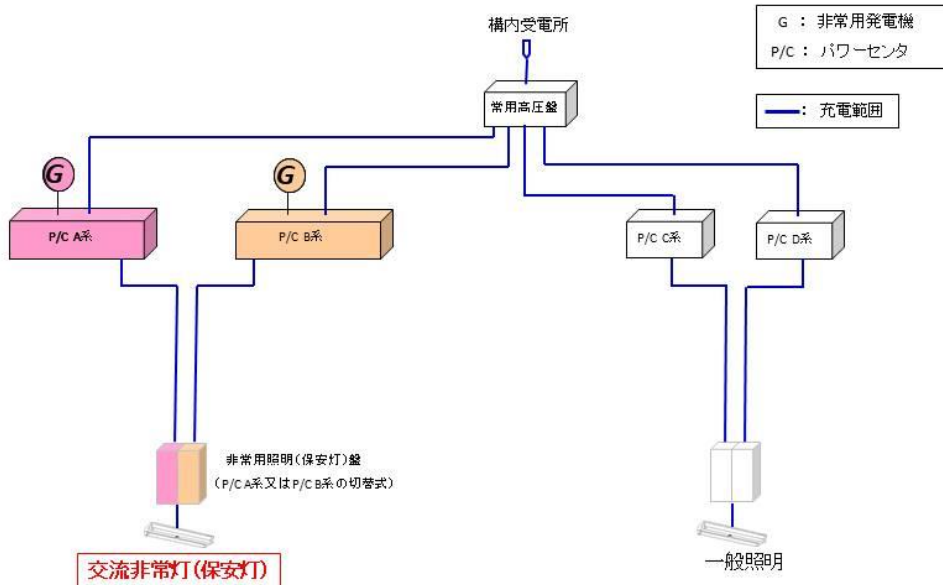 構内受電所
G : 非常用発電機
P/C : パワーセンタ
常用高圧盤
: 充電範囲
G
G
P/C A系
P/C B系
P/C C系
P/C D系
非常用照明(保安灯)盤
(P/C A系又はP/C B系の切替式)
交流非常灯(保安灯)
一般照明